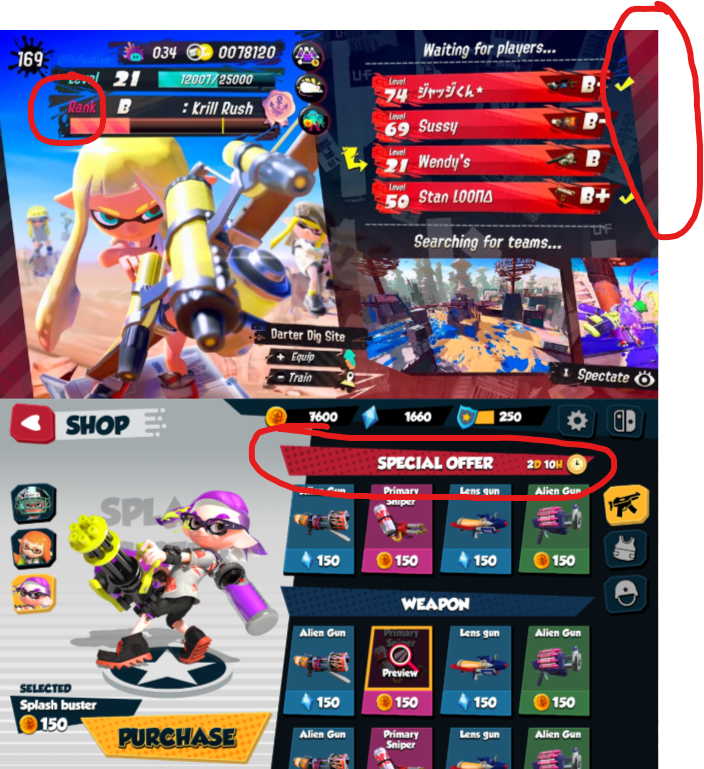 169
034 0078120
Level 21 12007/25000
Rank B : Krill Rush
Waiting for players...
Level 74 ジャッジくん★ B-
Level 69 Sussy B-
Level 21 Wendy's B
Level 50 Stan LOOΠΔ B+
Searching for teams...
Darter Dig Site
+ Equip
- Train
X Spectate
SHOP
7600 1660 250
SPECIAL OFFER 2D 10H
Alien Gun Primary Sniper Lens gun Alien Gun
150 150 150 150
WEAPON
Alien Gun Primary Sniper Lens gun Alien Gun
Preview
150 150 150 150
Alien Gun Primary Sniper Lens gun Alien Gun
SELECTED
Splash buster
150
PURCHASE